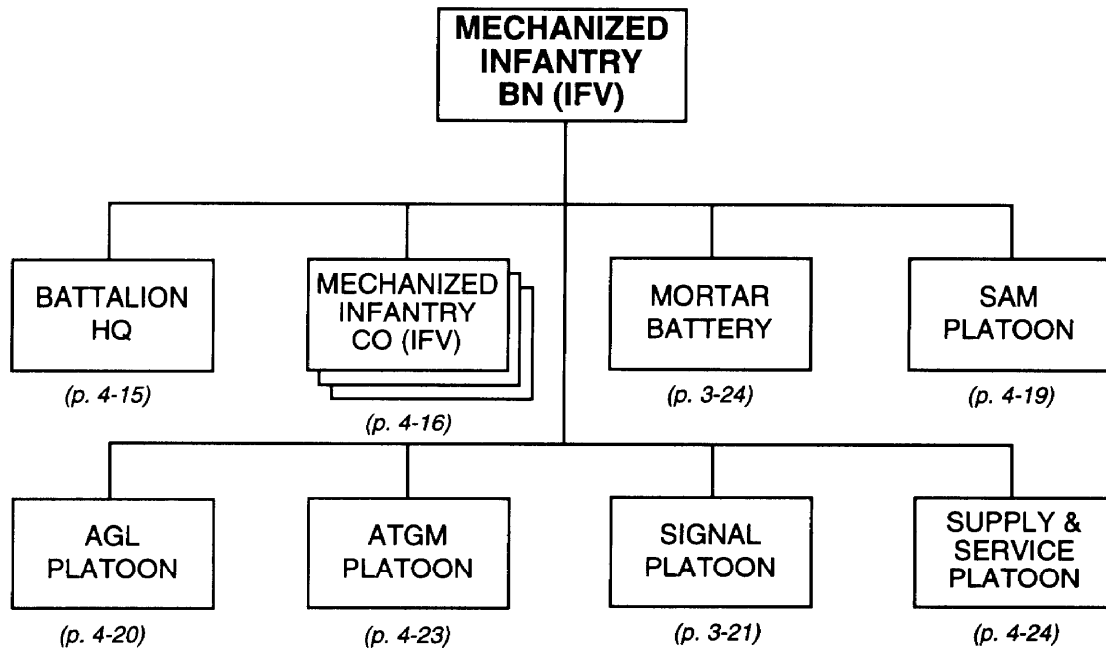 MECHANIZED
INFANTRY
BN (IFV)
BATTALION
HQ
(p. 4-15)
MECHANIZED
INFANTRY
CO (IFV)
(p. 4-16)
MORTAR
BATTERY
(p. 3-24)
SAM
PLATOON
(p. 4-19)
AGL
PLATOON
(p. 4-20)
ATGM
PLATOON
(p. 4-23)
SIGNAL
PLATOON
(p. 3-21)
SUPPLY &
SERVICE
PLATOON
(p. 4-24)